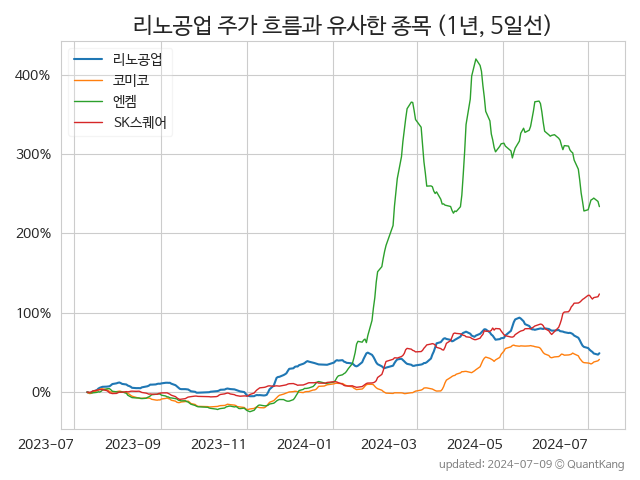 리노공업 주가 흐름과 유사한 종목 (1년, 5일선)
리노공업
코미코
엔켐
SK스퀘어
400%
300%
200%
100%
0%
2023-07 2023-09 2023-11 2024-01 2024-03 2024-05 2024-07
updated: 2024-07-09 © QuantKang